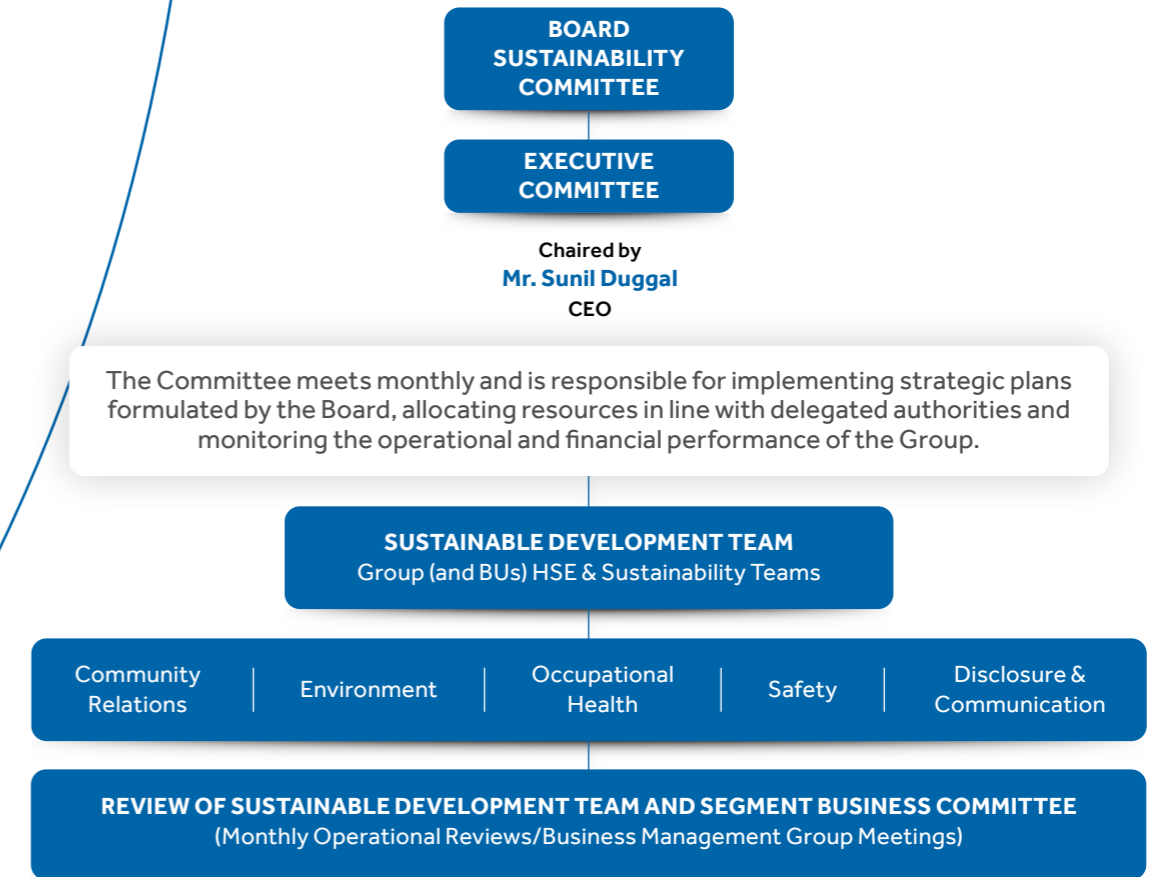 BOARD
SUSTAINABILITY
COMMITTEE
EXECUTIVE
COMMITTEE
Chaired by
Mr. Sunil Duggal
CEO
The Committee meets monthly and is responsible for implementing strategic plans
formulated by the Board, allocating resources in line with delegated authorities and
monitoring the operational and financial performance of the Group.
SUSTAINABLE DEVELOPMENT TEAM
Group (and BUs) HSE & Sustainability Teams
Community
Relations
Environment
Occupational
Health
Safety
Disclosure &
Communication
REVIEW OF SUSTAINABLE DEVELOPMENT TEAM AND SEGMENT BUSINESS COMMITTEE
(Monthly Operational Reviews/Business Management Group Meetings)